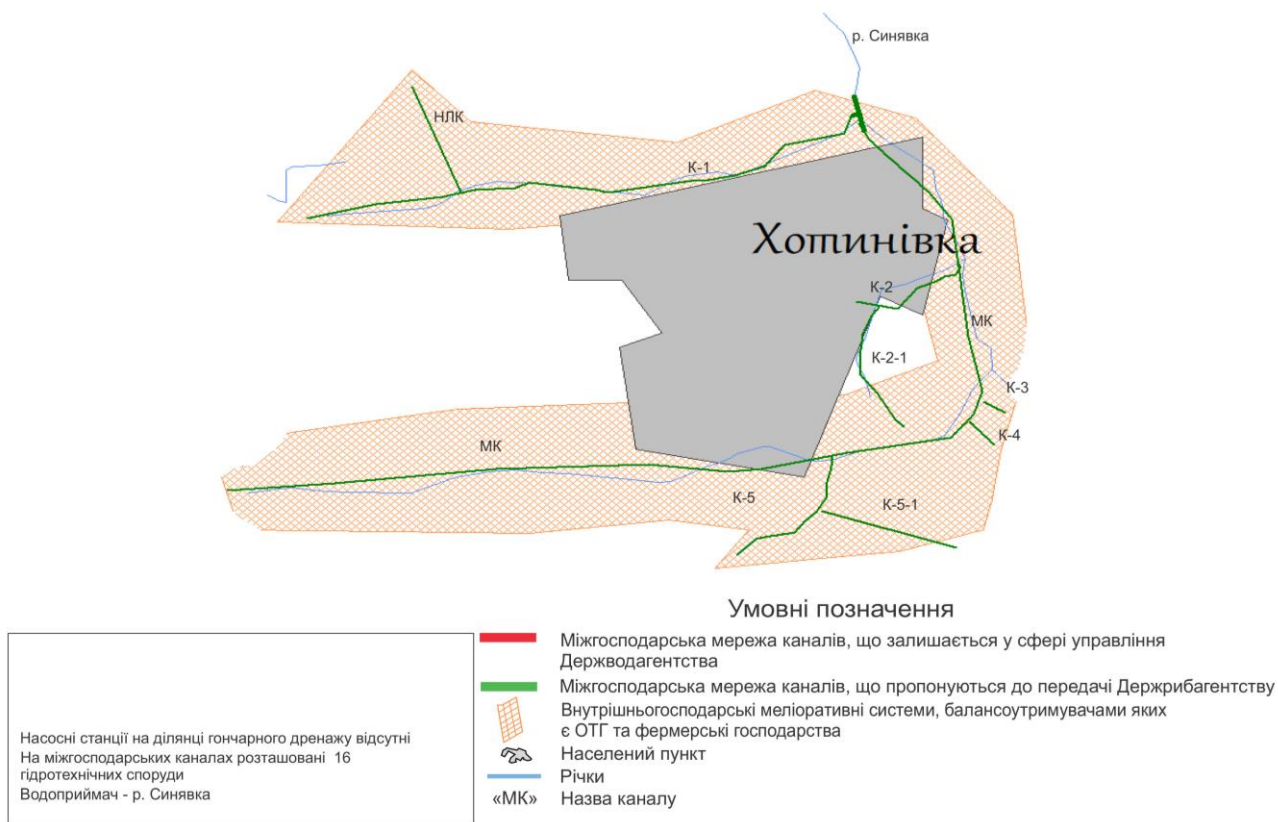 р. Синявка
НЛК
К-1
Хотинівка
К-2
МК
К-2-1
К-3
К-4
МК
К-5
К-5-1
Умовні позначення
Міжгосподарська мережа каналів, що залишається у сфері управління
Держводагентства
Міжгосподарська мережа каналів, що пропонуються до передачі Держрибагентству
Внутрішньогосподарські меліоративні системи, балансоутримувачами яких
є ОТГ та фермерські господарства
Населений пункт
Річки
«МК» Назва каналу
Насосні станції на ділянці гончарного дренажу відсутні
На міжгосподарських каналах розташовані 16
гідротехнічних споруди
Водоприймач - р. Синявка